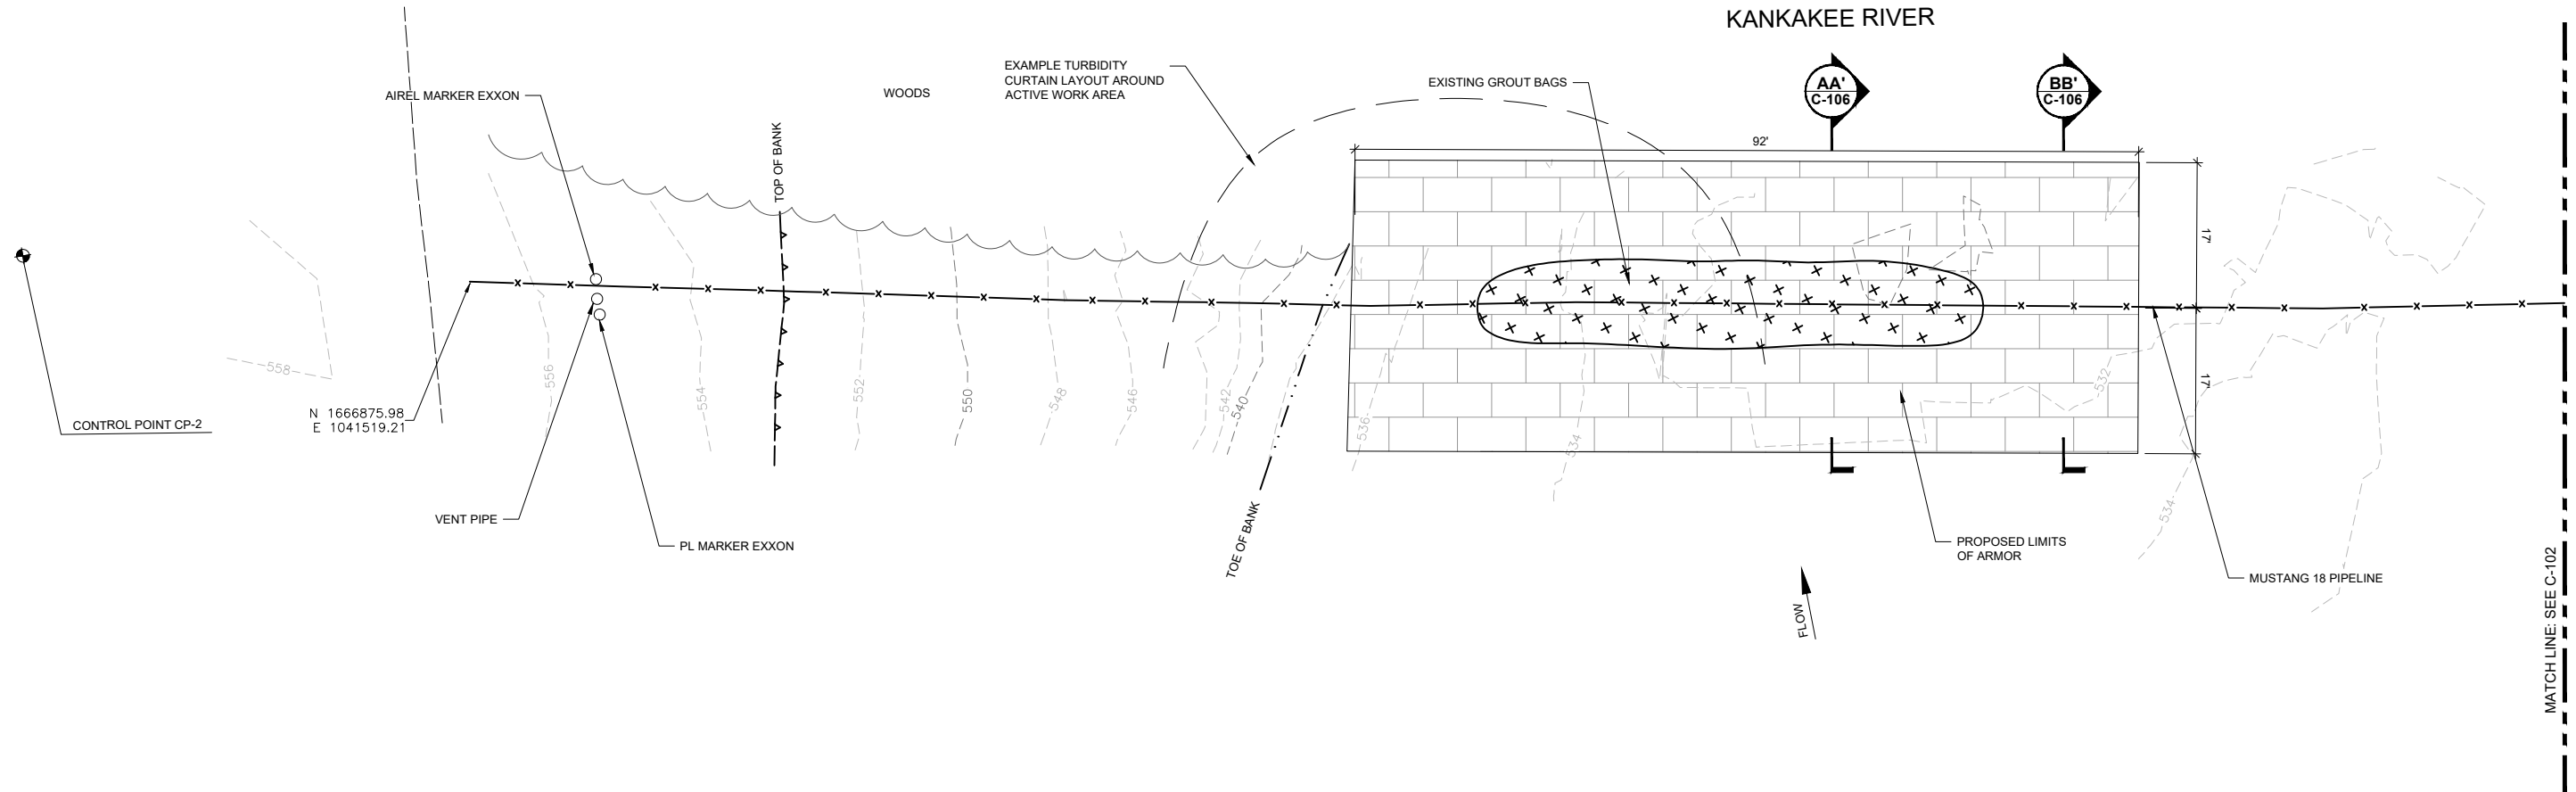 KANKAKEE RIVER
EXAMPLE TURBIDITY
CURTAIN LAYOUT AROUND
ACTIVE WORK AREA
AIREL MARKER EXXON
WOODS
EXISTING GROUT BAGS
AA'
C-106
BB'
C-106
TOP OF BANK
92'
17'
17'
558
556
554
552
550
548
546
542
540
536
534
532
534
N 1666875.98
E 1041519.21
CONTROL POINT CP-2
VENT PIPE
PL MARKER EXXON
TOE OF BANK
PROPOSED LIMITS
OF ARMOR
MUSTANG 18 PIPELINE
FLOW
MATCH LINE: SEE C-102